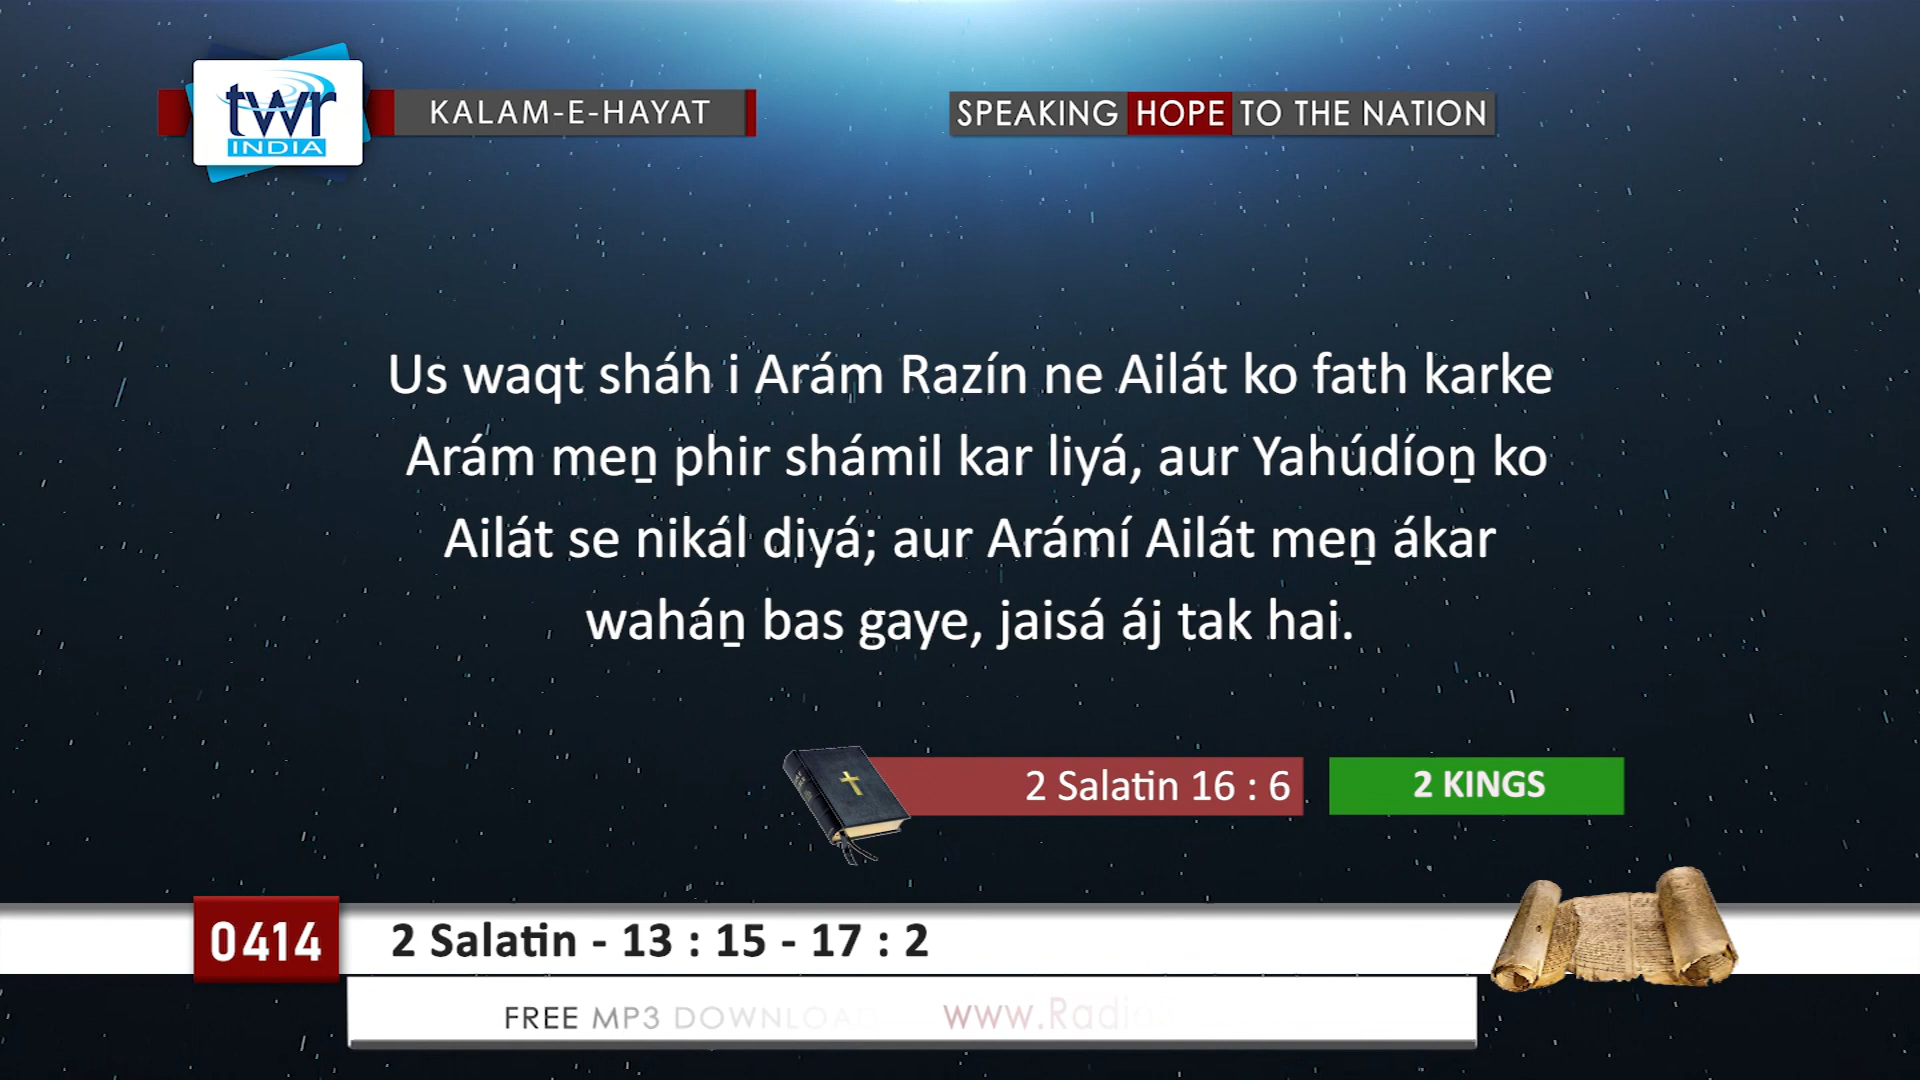 twr
INDIA
KALAM-E-HAYAT
SPEAKING HOPE TO THE NATION
Us waqt sháh i Arám Razín ne Ailát ko fath karke
Arám meṉ phir shámil kar liyá, aur Yahúdíoṉ ko
Ailát se nikál diyá; aur Arámí Ailát meṉ ákar
waháṉ bas gaye, jaisá áj tak hai.
2 Salatin 16 : 6
2 KINGS
0414
2 Salatin - 13 : 15 - 17 : 2
FREE MP3 DOWNLOAD